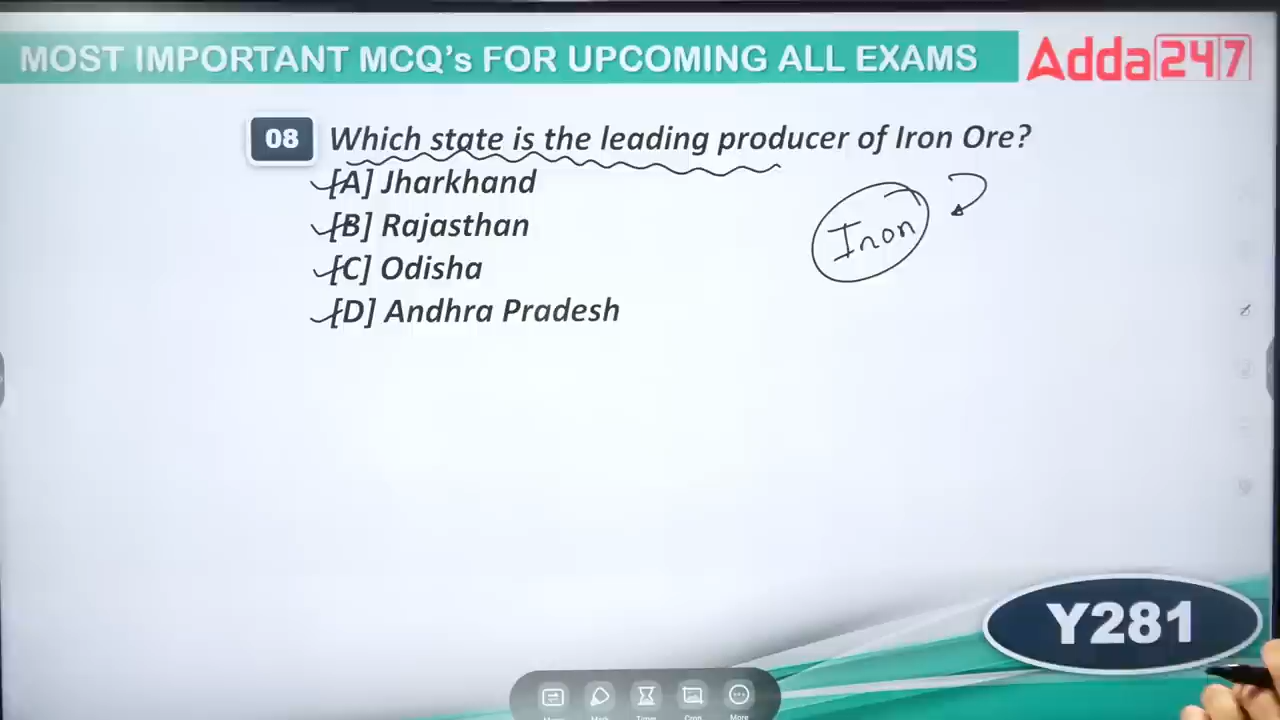 MOST IMPORTANT MCQ's FOR UPCOMING ALL EXAMS
Adda247
08 Which state is the leading producer of Iron Ore?
[A] Jharkhand
[B] Rajasthan
[C] Odisha
[D] Andhra Pradesh
Iron
Y281
More